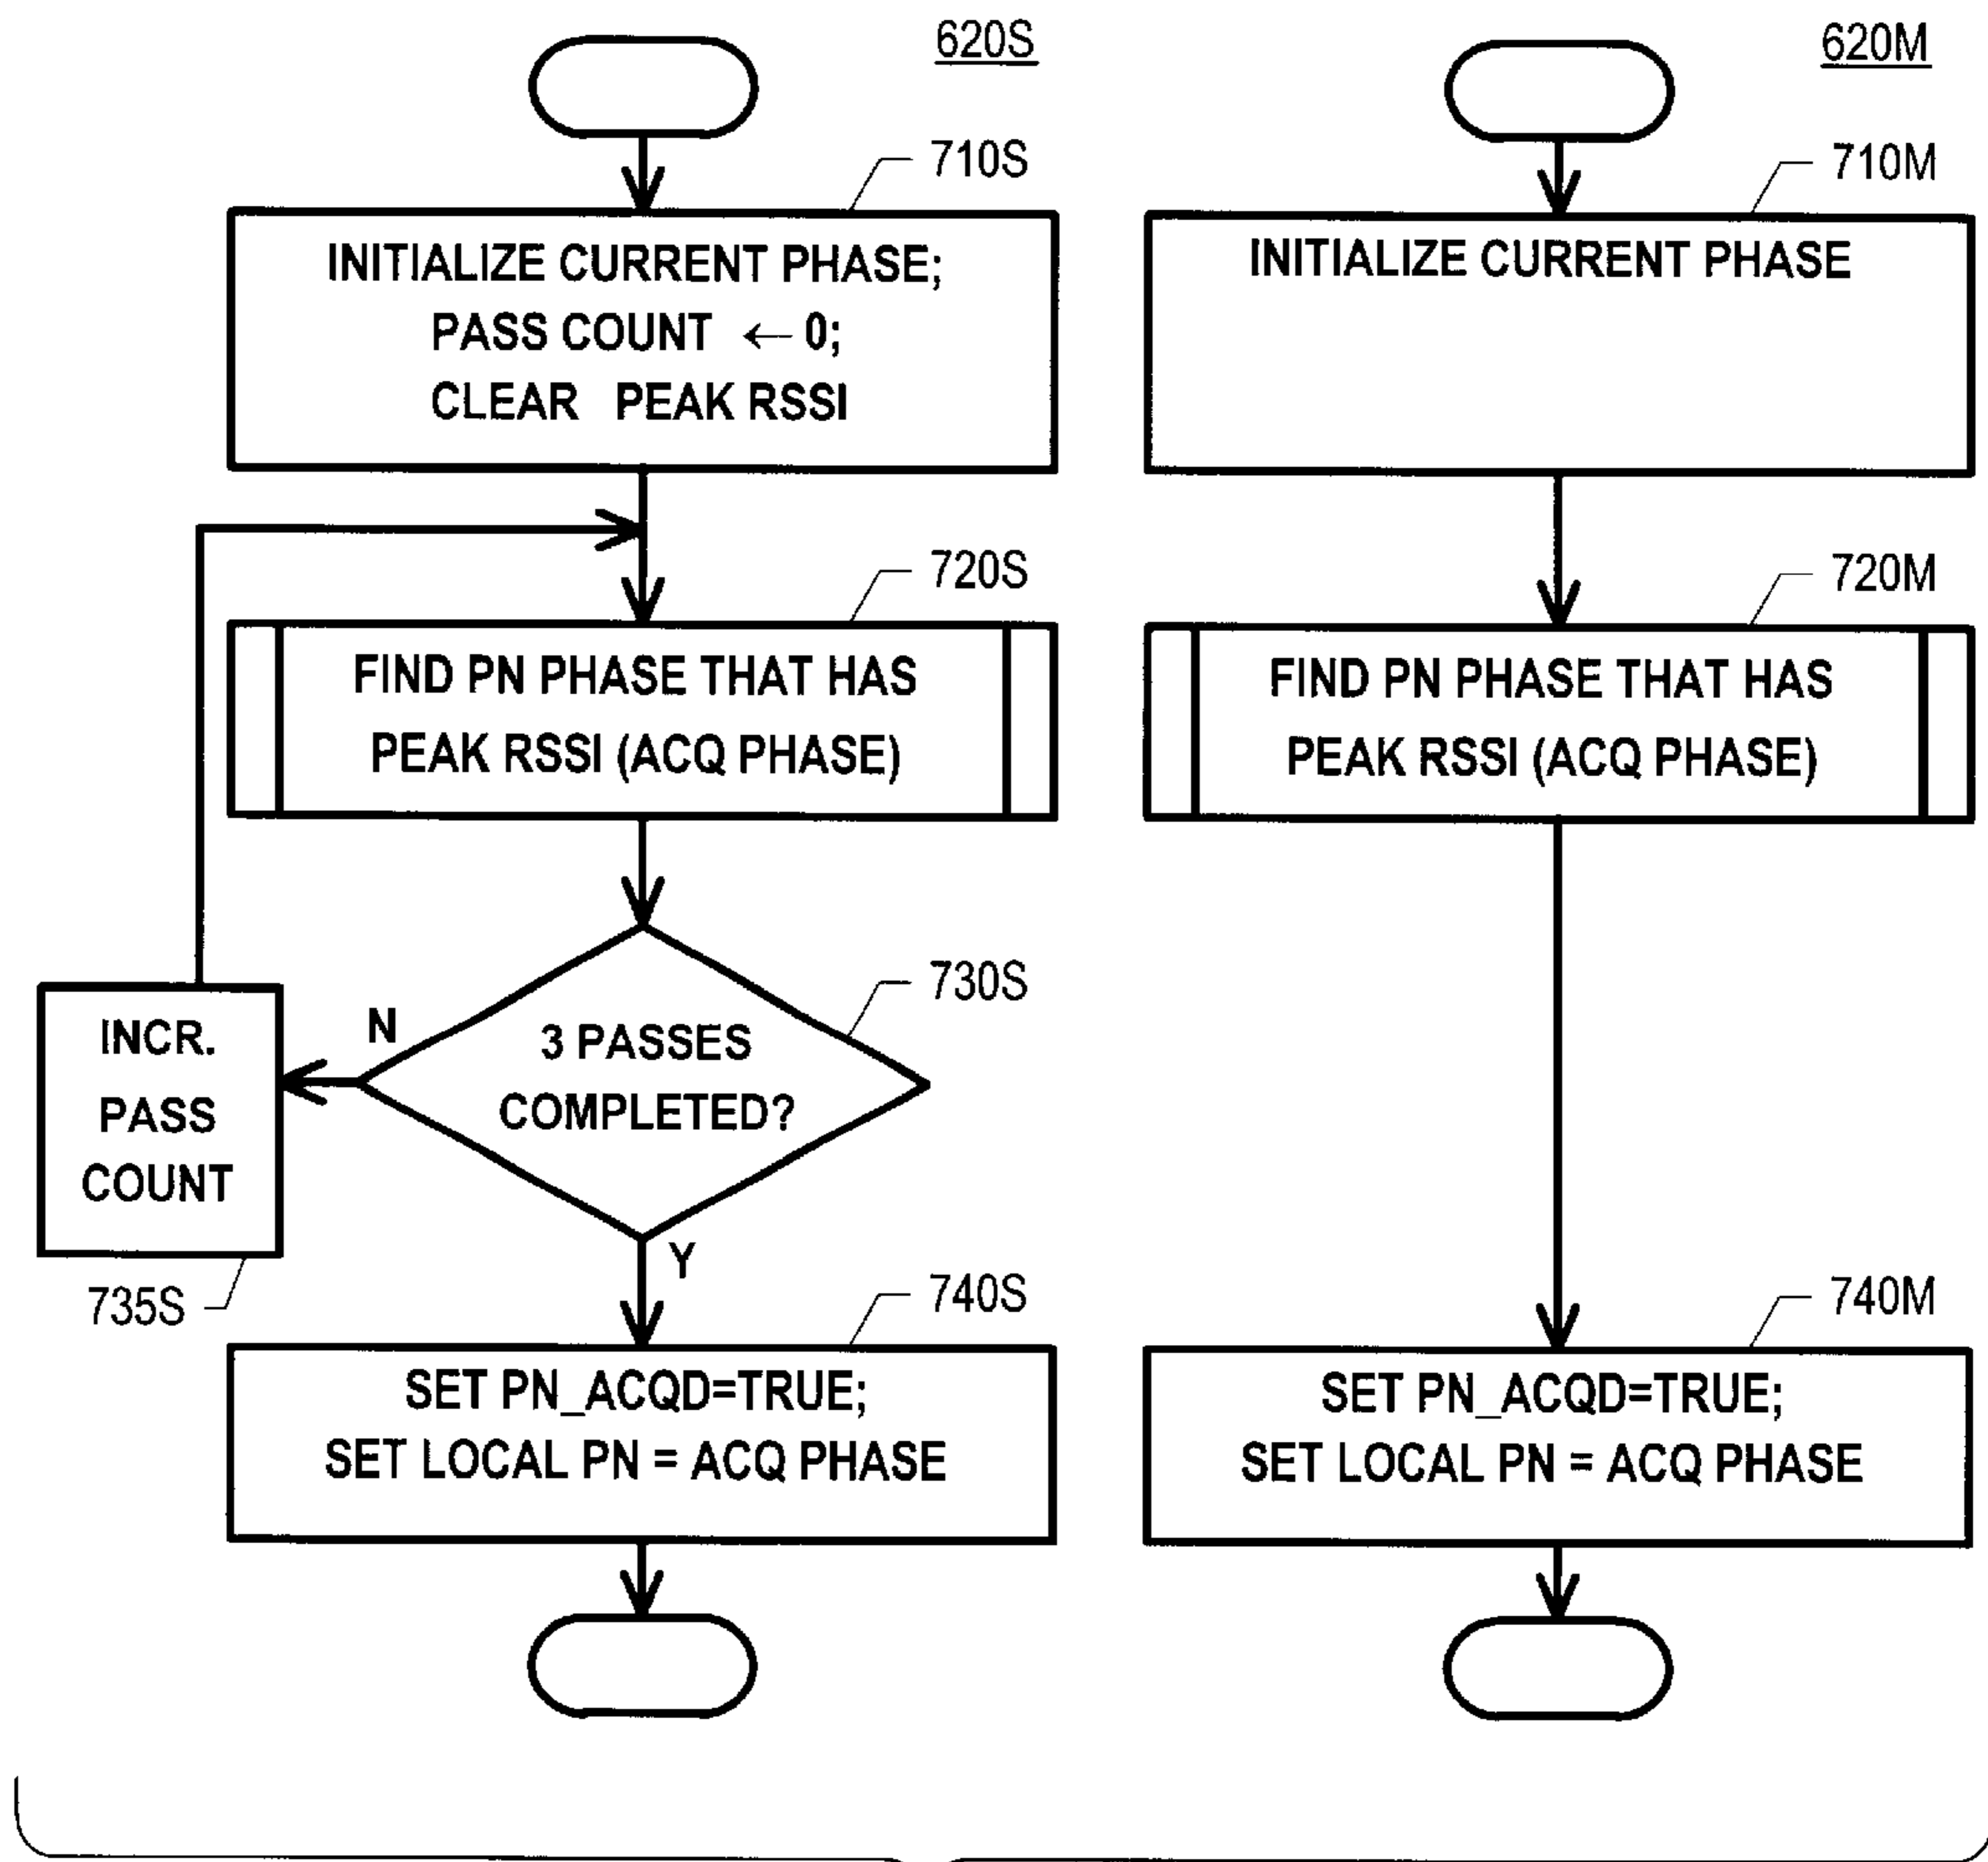 620S
710S
INITIALIZE CURRENT PHASE;
PASS COUNT ← 0;
CLEAR PEAK RSSI
720S
FIND PN PHASE THAT HAS
PEAK RSSI (ACQ PHASE)
730S
3 PASSES
COMPLETED?
N
Y
INCR.
PASS
COUNT
735S
740S
SET PN_ACQD=TRUE;
SET LOCAL PN = ACQ PHASE
620M
710M
INITIALIZE CURRENT PHASE
720M
FIND PN PHASE THAT HAS
PEAK RSSI (ACQ PHASE)
740M
SET PN_ACQD=TRUE;
SET LOCAL PN = ACQ PHASE